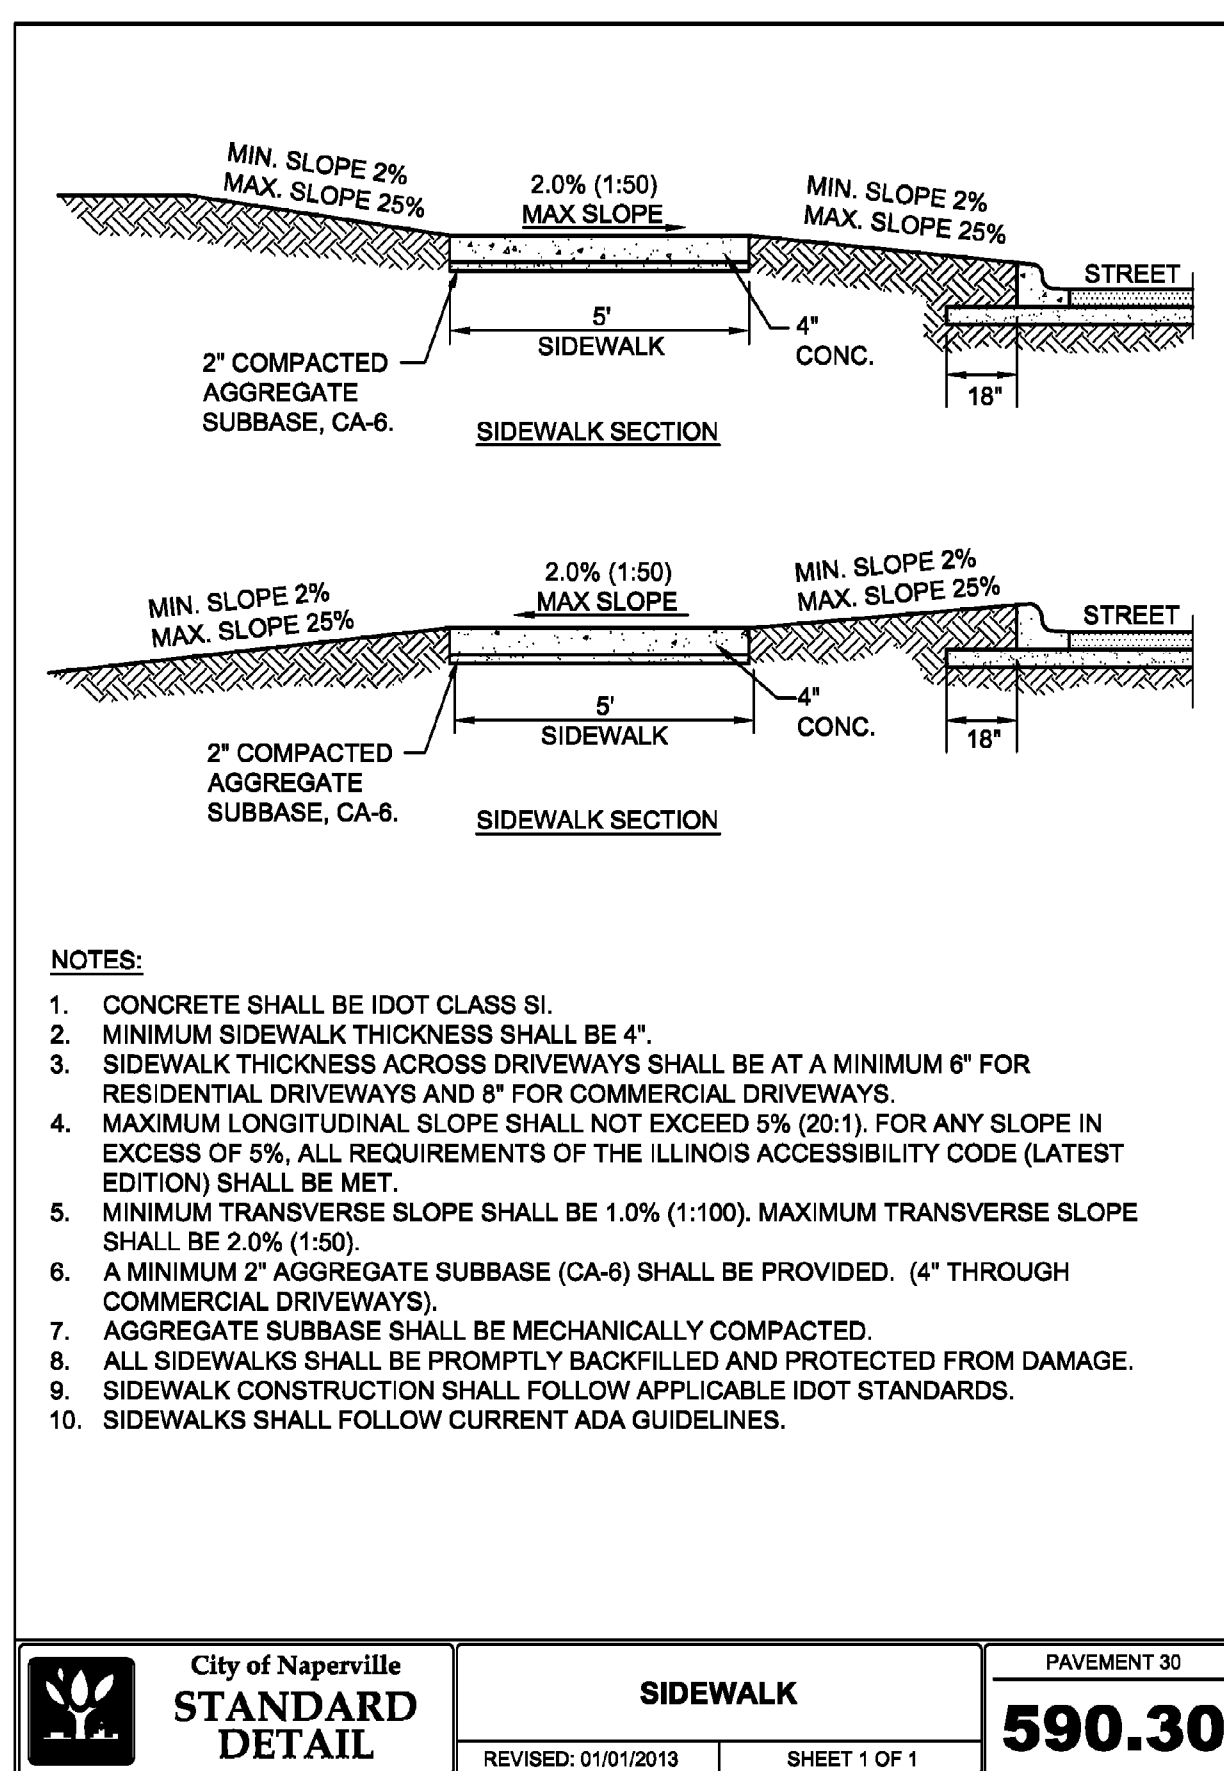 MIN. SLOPE 2%
MAX. SLOPE 25%
2.0% (1:50)
MAX SLOPE
MIN. SLOPE 2%
MAX. SLOPE 25%
STREET
5'
SIDEWALK
4"
CONC.
2" COMPACTED
AGGREGATE
SUBBASE, CA-6.
18"
SIDEWALK SECTION
MIN. SLOPE 2%
MAX. SLOPE 25%
2.0% (1:50)
MAX SLOPE
MIN. SLOPE 2%
MAX. SLOPE 25%
STREET
5'
SIDEWALK
4"
CONC.
18"
2" COMPACTED
AGGREGATE
SUBBASE, CA-6.
SIDEWALK SECTION
NOTES:
1. CONCRETE SHALL BE IDOT CLASS SI.
2. MINIMUM SIDEWALK THICKNESS SHALL BE 4".
3. SIDEWALK THICKNESS ACROSS DRIVEWAYS SHALL BE AT A MINIMUM 6" FOR
RESIDENTIAL DRIVEWAYS AND 8" FOR COMMERCIAL DRIVEWAYS.
4. MAXIMUM LONGITUDINAL SLOPE SHALL NOT EXCEED 5% (20:1). FOR ANY SLOPE IN
EXCESS OF 5%, ALL REQUIREMENTS OF THE ILLINOIS ACCESSIBILITY CODE (LATEST
EDITION) SHALL BE MET.
5. MINIMUM TRANSVERSE SLOPE SHALL BE 1.0% (1:100). MAXIMUM TRANSVERSE SLOPE
SHALL BE 2.0% (1:50).
6. A MINIMUM 2" AGGREGATE SUBBASE (CA-6) SHALL BE PROVIDED. (4" THROUGH
COMMERCIAL DRIVEWAYS).
7. AGGREGATE SUBBASE SHALL BE MECHANICALLY COMPACTED.
8. ALL SIDEWALKS SHALL BE PROMPTLY BACKFILLED AND PROTECTED FROM DAMAGE.
9. SIDEWALK CONSTRUCTION SHALL FOLLOW APPLICABLE IDOT STANDARDS.
10. SIDEWALKS SHALL FOLLOW CURRENT ADA GUIDELINES.
City of Naperville
STANDARD
DETAIL
SIDEWALK
REVISED: 01/01/2013
SHEET 1 OF 1
PAVEMENT 30
590.30